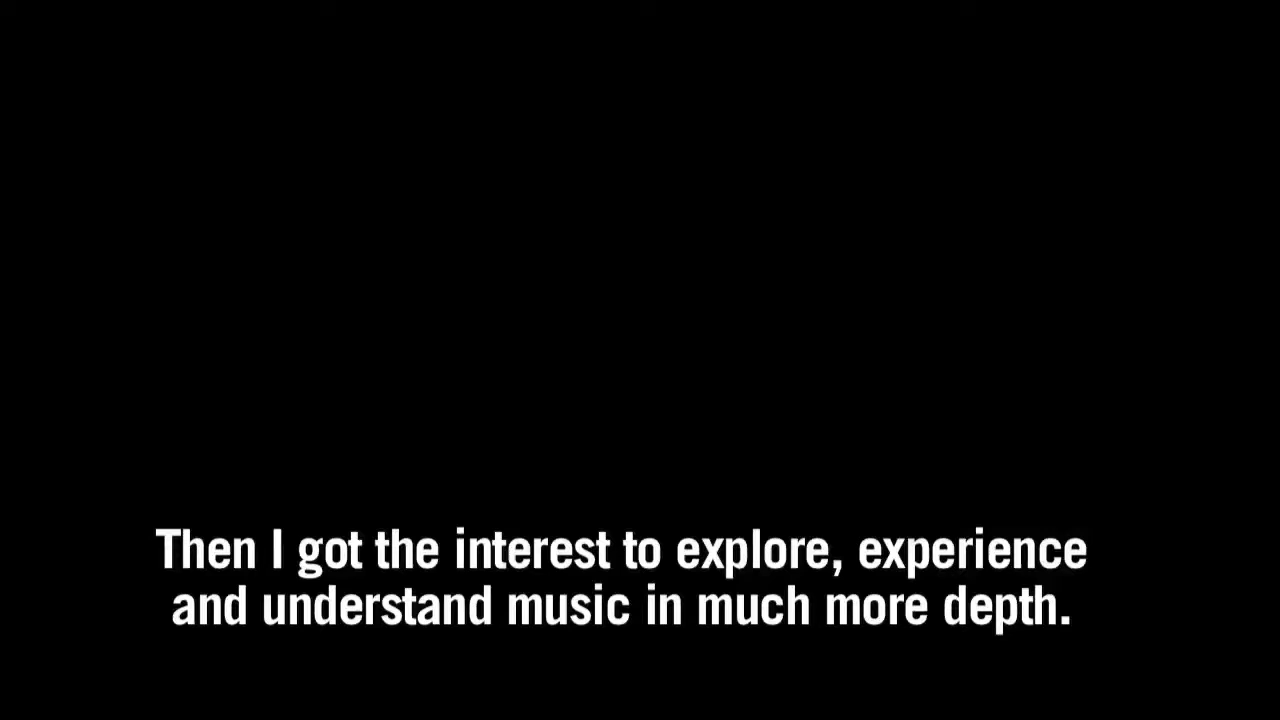 Then I got the interest to explore, experience
and understand music in much more depth.